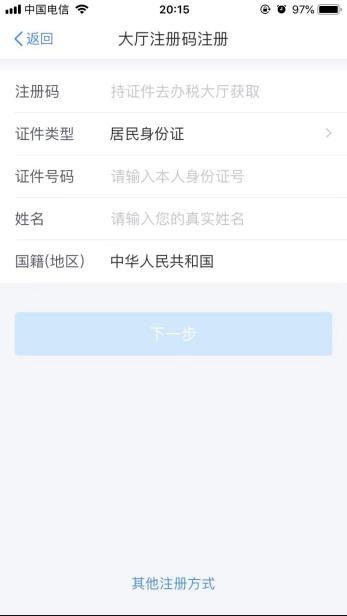 中国电信 20:15 97%
返回 大厅注册码注册
注册码 持证件去办税大厅获取
证件类型 居民身份证
证件号码 请输入本人身份证号
姓名 请输入您的真实姓名
国籍(地区) 中华人民共和国
下一步
其他注册方式